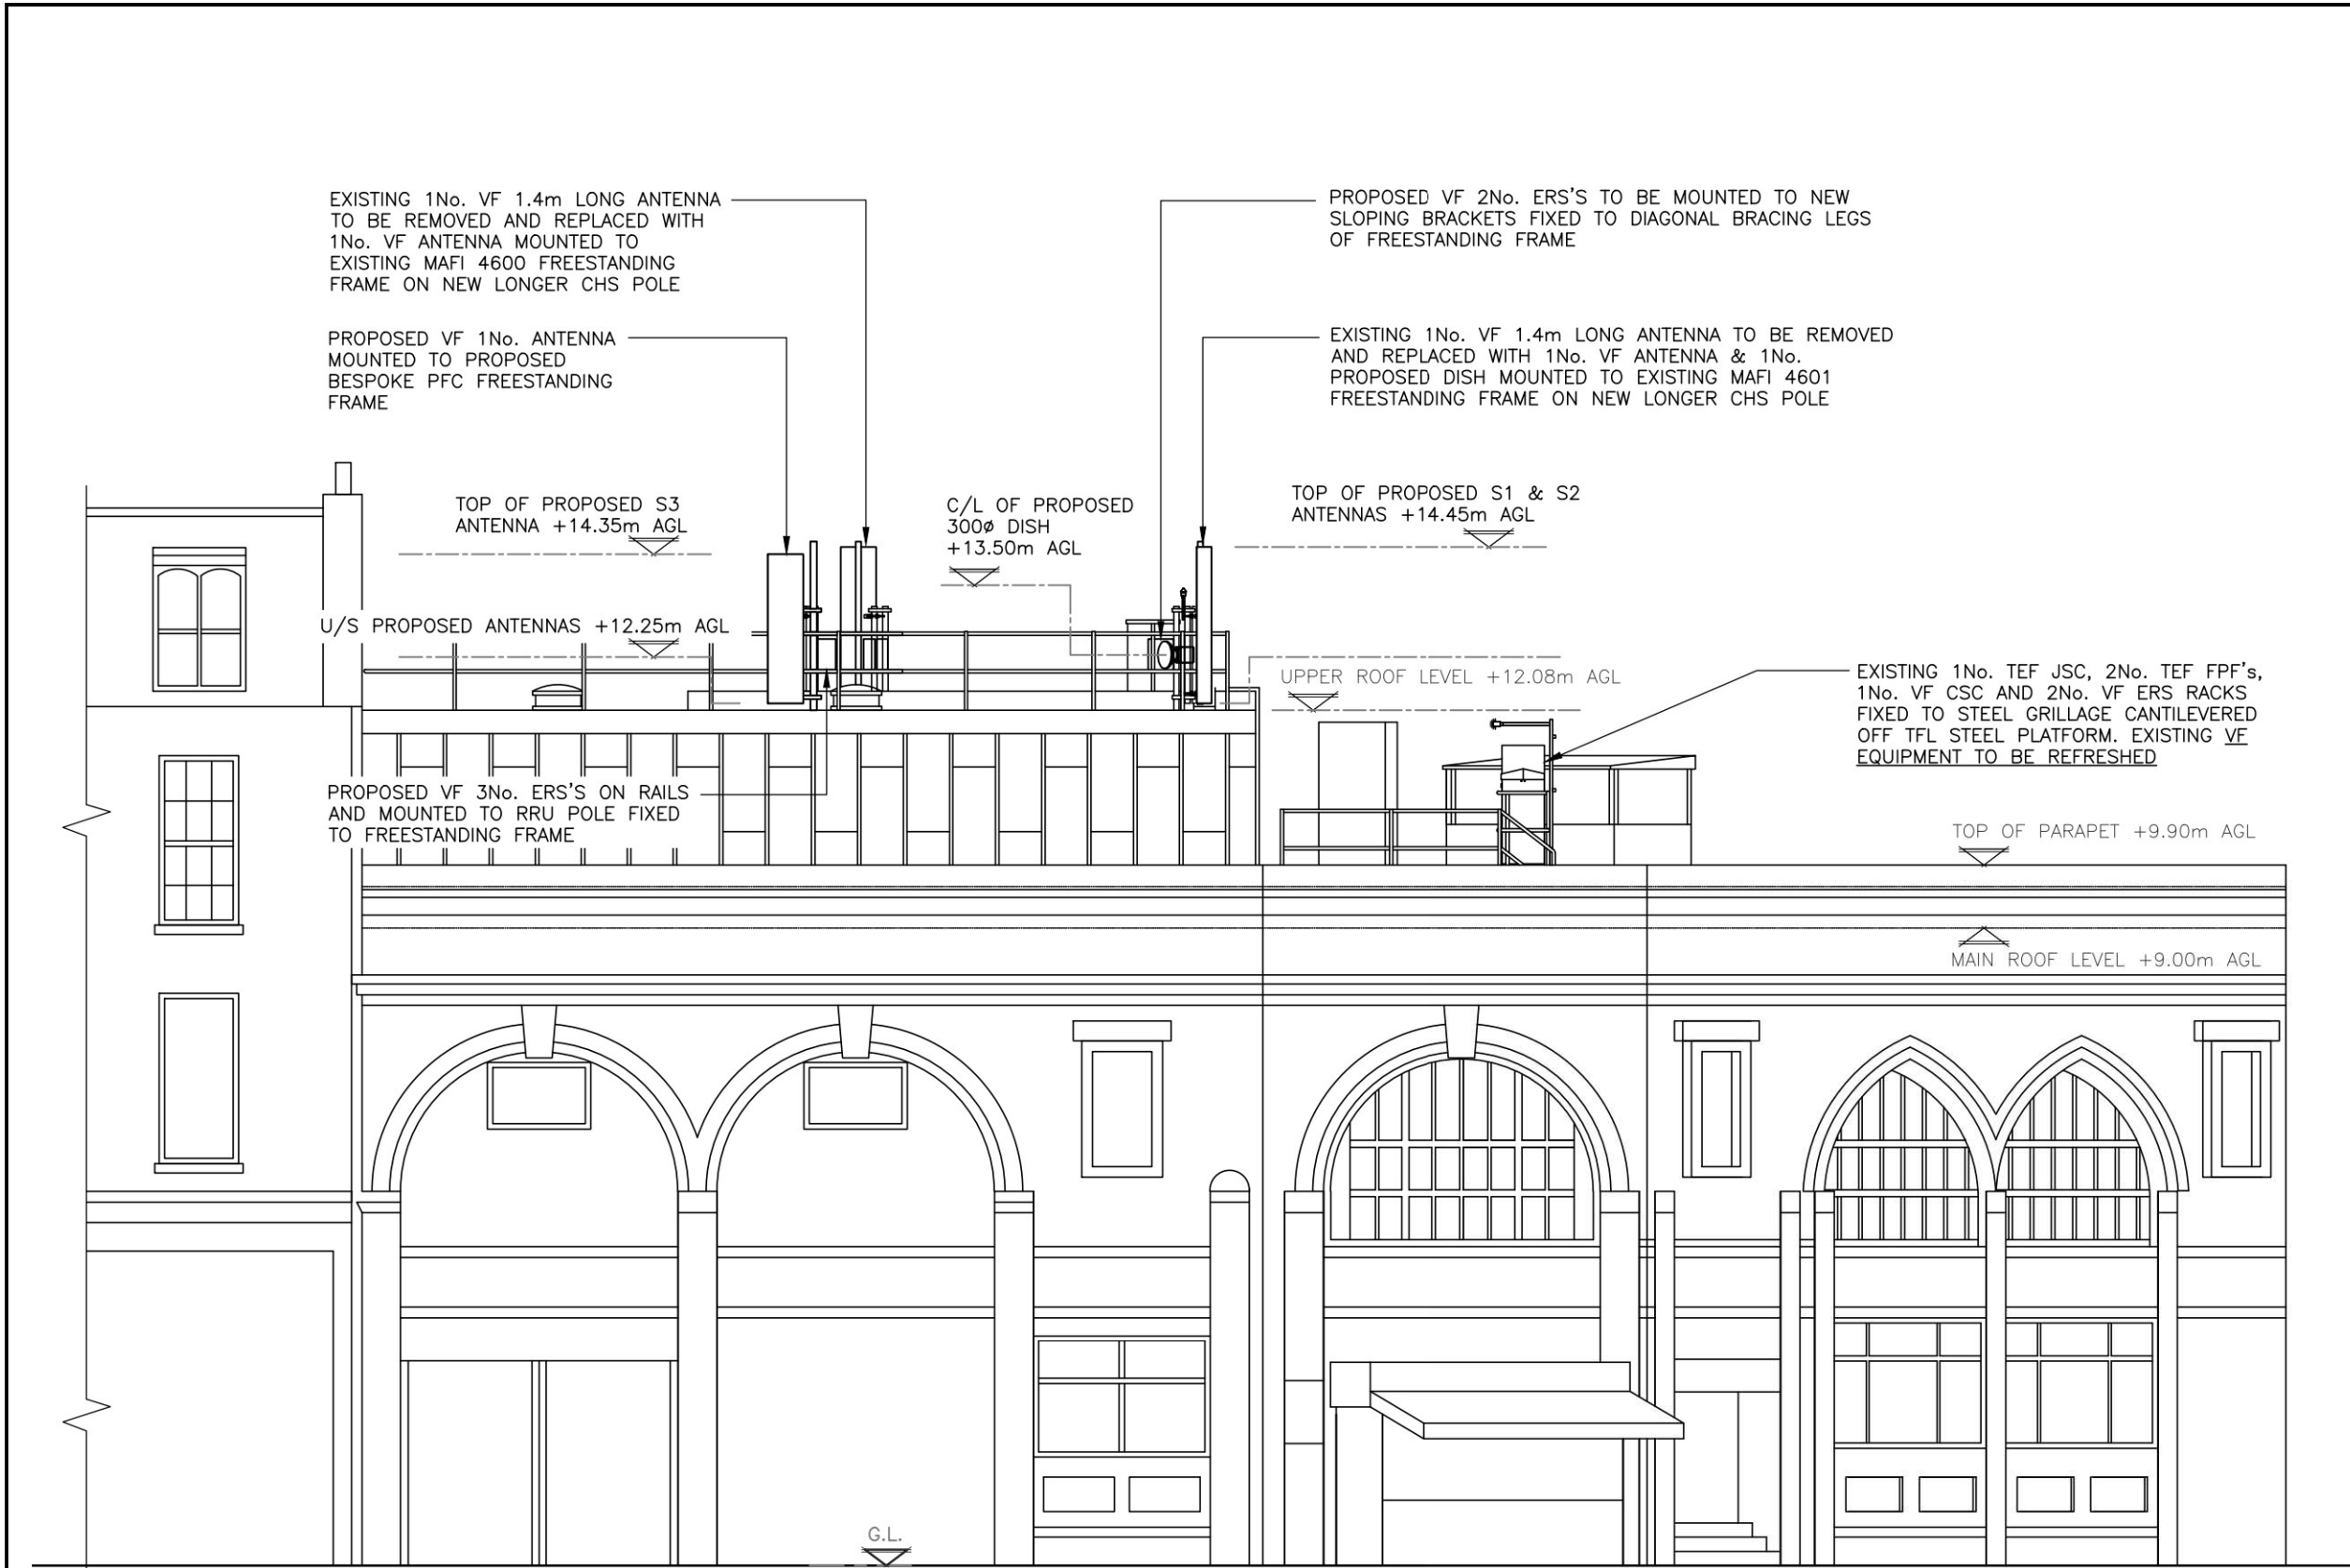 EXISTING 1No. VF 1.4m LONG ANTENNA
TO BE REMOVED AND REPLACED WITH
1No. VF ANTENNA MOUNTED TO
EXISTING MAFI 4600 FREESTANDING
FRAME ON NEW LONGER CHS POLE
PROPOSED VF 1No. ANTENNA
MOUNTED TO PROPOSED
BESPOKE PFC FREESTANDING
FRAME
PROPOSED VF 2No. ERS'S TO BE MOUNTED TO NEW
SLOPING BRACKETS FIXED TO DIAGONAL BRACING LEGS
OF FREESTANDING FRAME
EXISTING 1No. VF 1.4m LONG ANTENNA TO BE REMOVED
AND REPLACED WITH 1No. VF ANTENNA & 1No.
PROPOSED DISH MOUNTED TO EXISTING MAFI 4601
FREESTANDING FRAME ON NEW LONGER CHS POLE
TOP OF PROPOSED S3
ANTENNA +14.35m AGL
C/L OF PROPOSED
300ø DISH
+13.50m AGL
TOP OF PROPOSED S1 & S2
ANTENNAS +14.45m AGL
U/S PROPOSED ANTENNAS +12.25m AGL
UPPER ROOF LEVEL +12.08m AGL
EXISTING 1No. TEF JSC, 2No. TEF FPF's,
1No. VF CSC AND 2No. VF ERS RACKS
FIXED TO STEEL GRILLAGE CANTILEVERED
OFF TFL STEEL PLATFORM. EXISTING VF
EQUIPMENT TO BE REFRESHED
PROPOSED VF 3No. ERS'S ON RAILS
AND MOUNTED TO RRU POLE FIXED
TO FREESTANDING FRAME
TOP OF PARAPET +9.90m AGL
MAIN ROOF LEVEL +9.00m AGL
G.L.